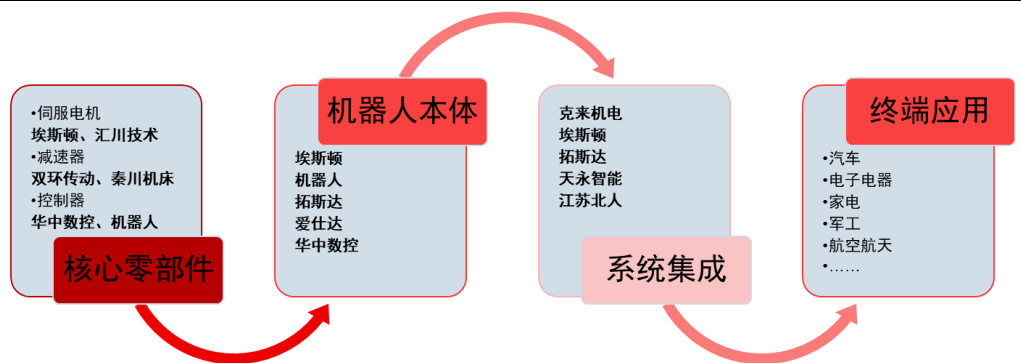 •伺服电机
埃斯顿、汇川技术
•减速器
双环传动、秦川机床
•控制器
华中数控、机器人
核心零部件
机器人本体
埃斯顿
机器人
拓斯达
爱仕达
华中数控
克来机电
埃斯顿
拓斯达
天永智能
江苏北人
系统集成
终端应用
•汽车
•电子电器
•家电
•军工
•航空航天
•……